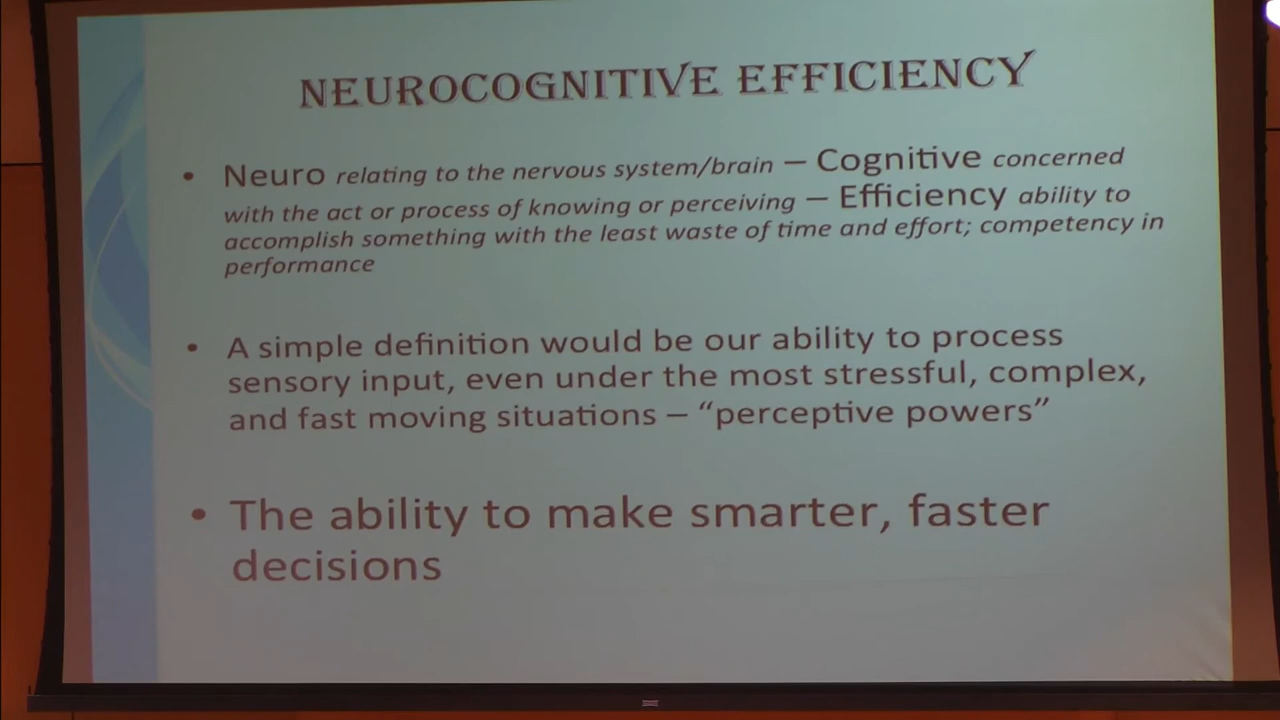 NEUROCOGNITIVE EFFICIENCY
• Neuro relating to the nervous system/brain – Cognitive concerned
with the act or process of knowing or perceiving – Efficiency ability to
accomplish something with the least waste of time and effort; competency in
performance
• A simple definition would be our ability to process
sensory input, even under the most stressful, complex,
and fast moving situations – “perceptive powers”
• The ability to make smarter, faster
decisions